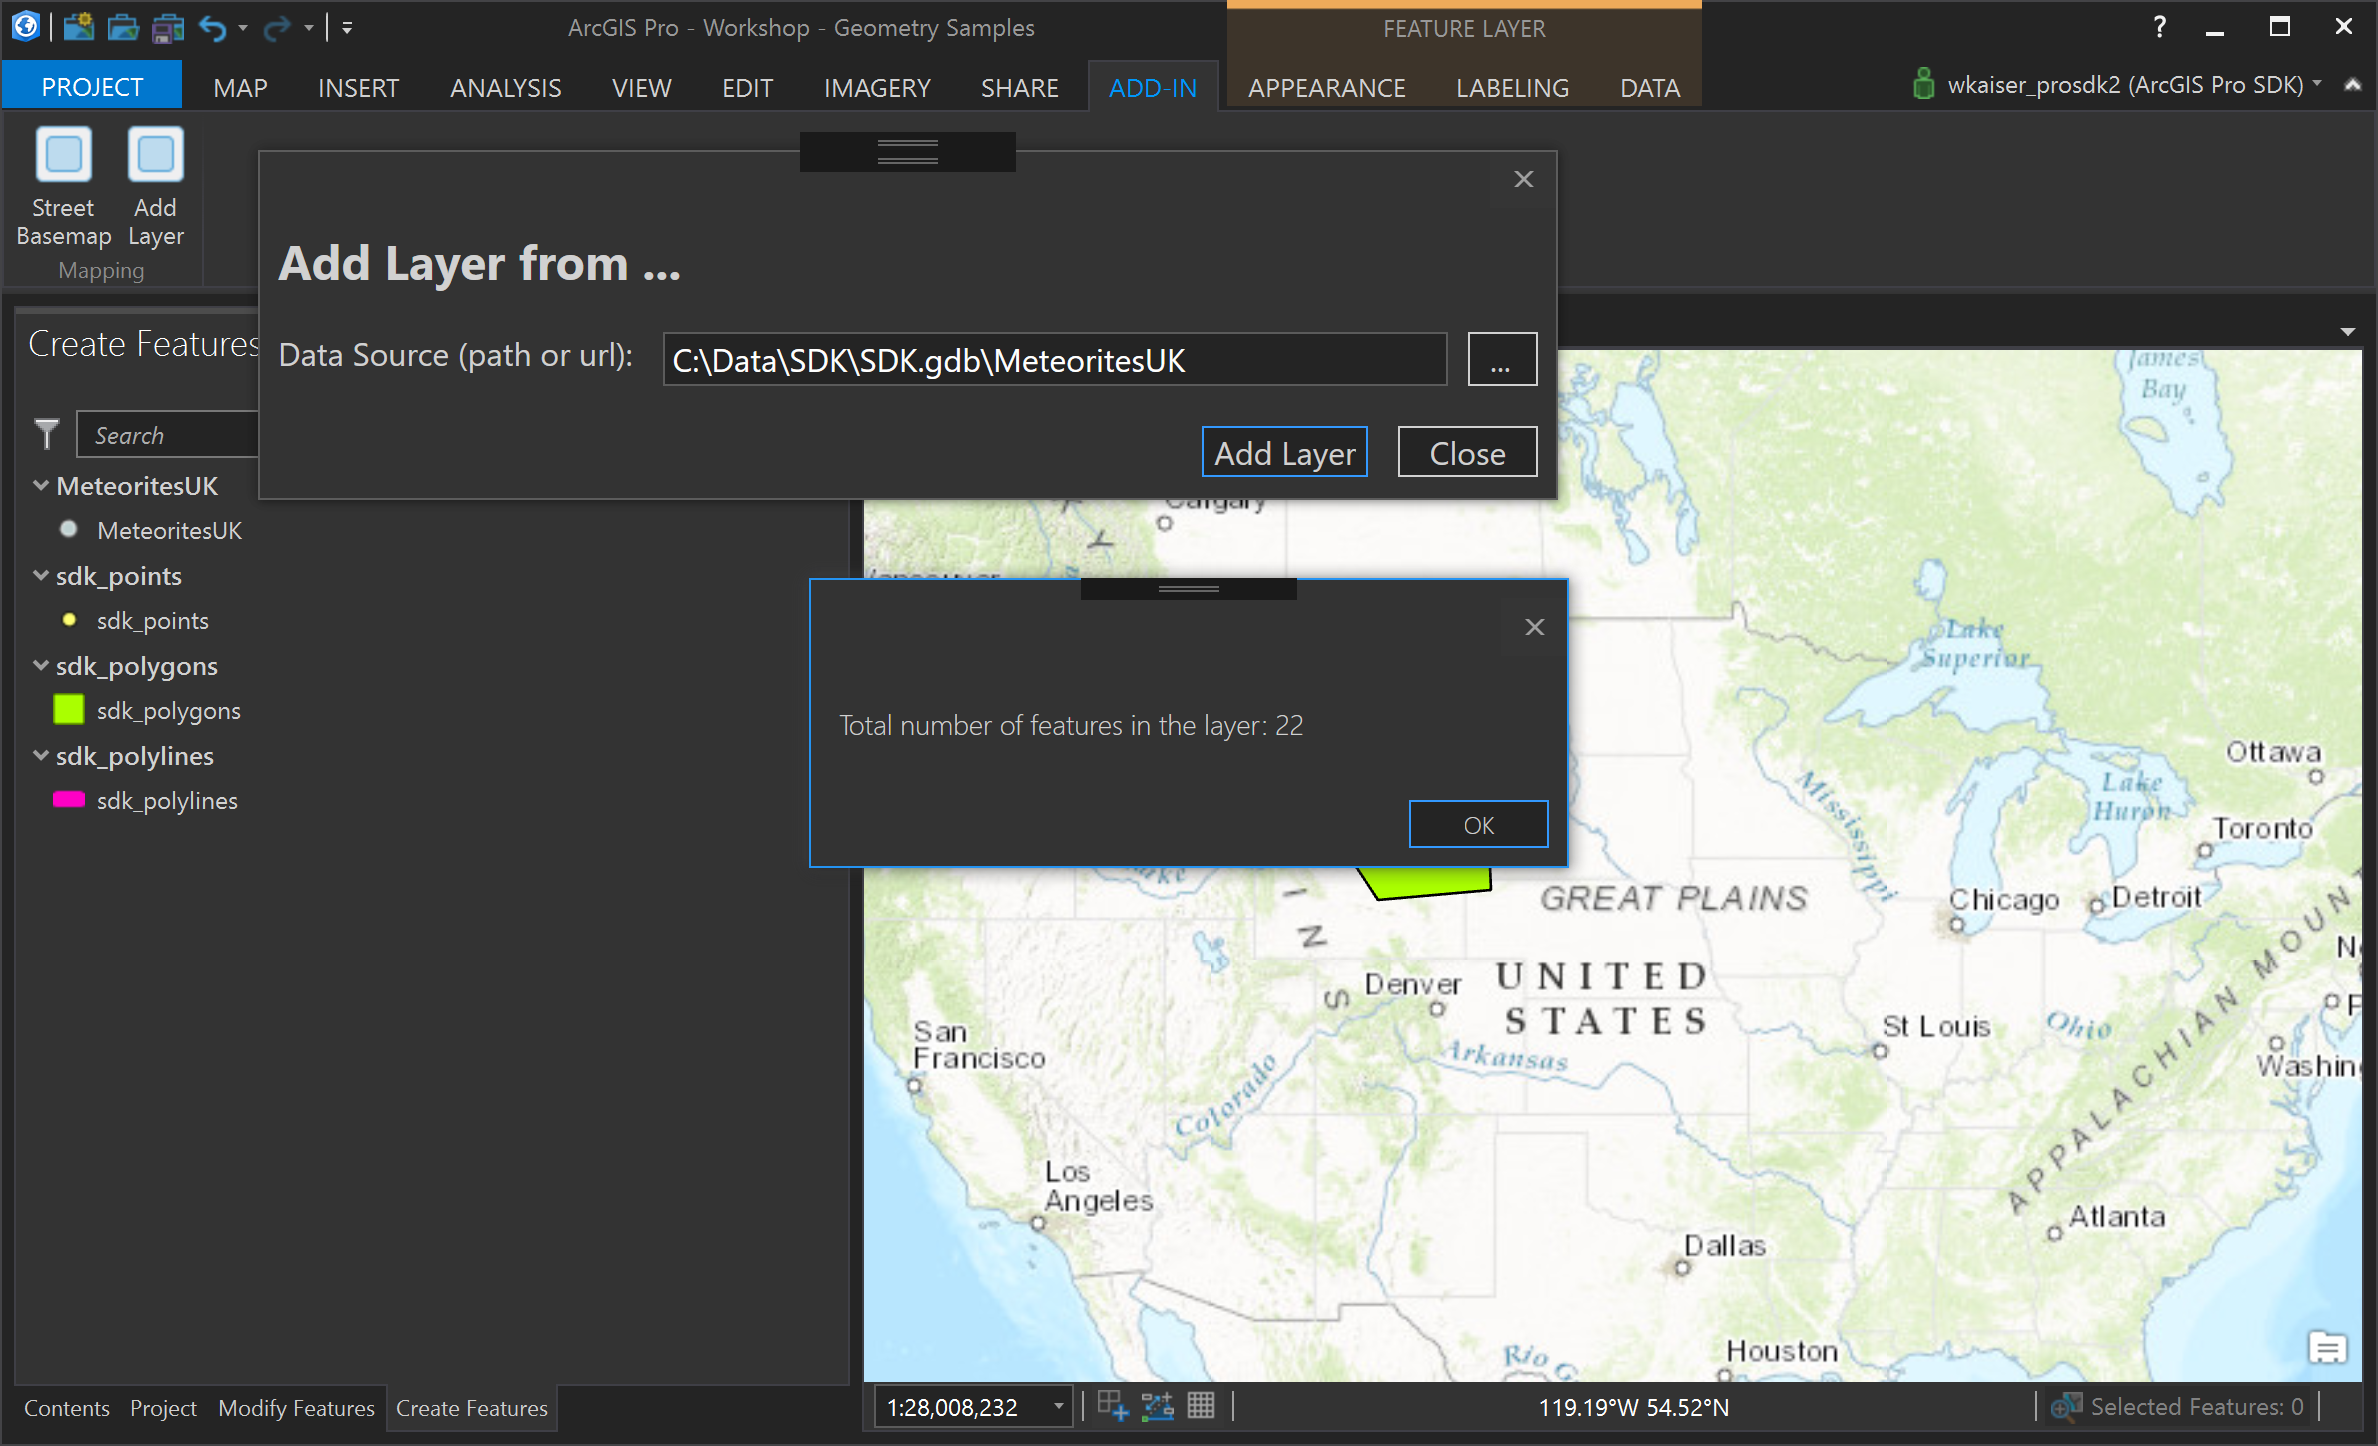 ArcGIS Pro - Workshop - Geometry Samples
FEATURE LAYER
?
PROJECT
MAP
INSERT
ANALYSIS
VIEW
EDIT
IMAGERY
SHARE
ADD-IN
APPEARANCE
LABELING
DATA
wkaiser_prosdk2 (ArcGIS Pro SDK)
Street
Basemap
Add
Layer
Mapping
Add Layer from ...
Data Source (path or url):
C:\Data\SDK\SDK.gdb\MeteoritesUK
...
Add Layer
Close
Create Features
Search
MeteoritesUK
MeteoritesUK
sdk_points
sdk_points
sdk_polygons
sdk_polygons
sdk_polylines
sdk_polylines
Total number of features in the layer: 22
OK
James
Bay
Calgary
Lake
Superior
Ottawa
Lake
Huron
Toronto
Mississippi
GREAT PLAINS
Chicago
Detroit
Denver
UNITED
STATES
San
Francisco
St Louis
Ohio
Arkansas
Colorado
Washin
APPALACHIAN MOUNT
Los
Angeles
Atlanta
Dallas
Houston
Río G
Contents
Project
Modify Features
Create Features
1:28,008,232
119.19°W 54.52°N
Selected Features: 0